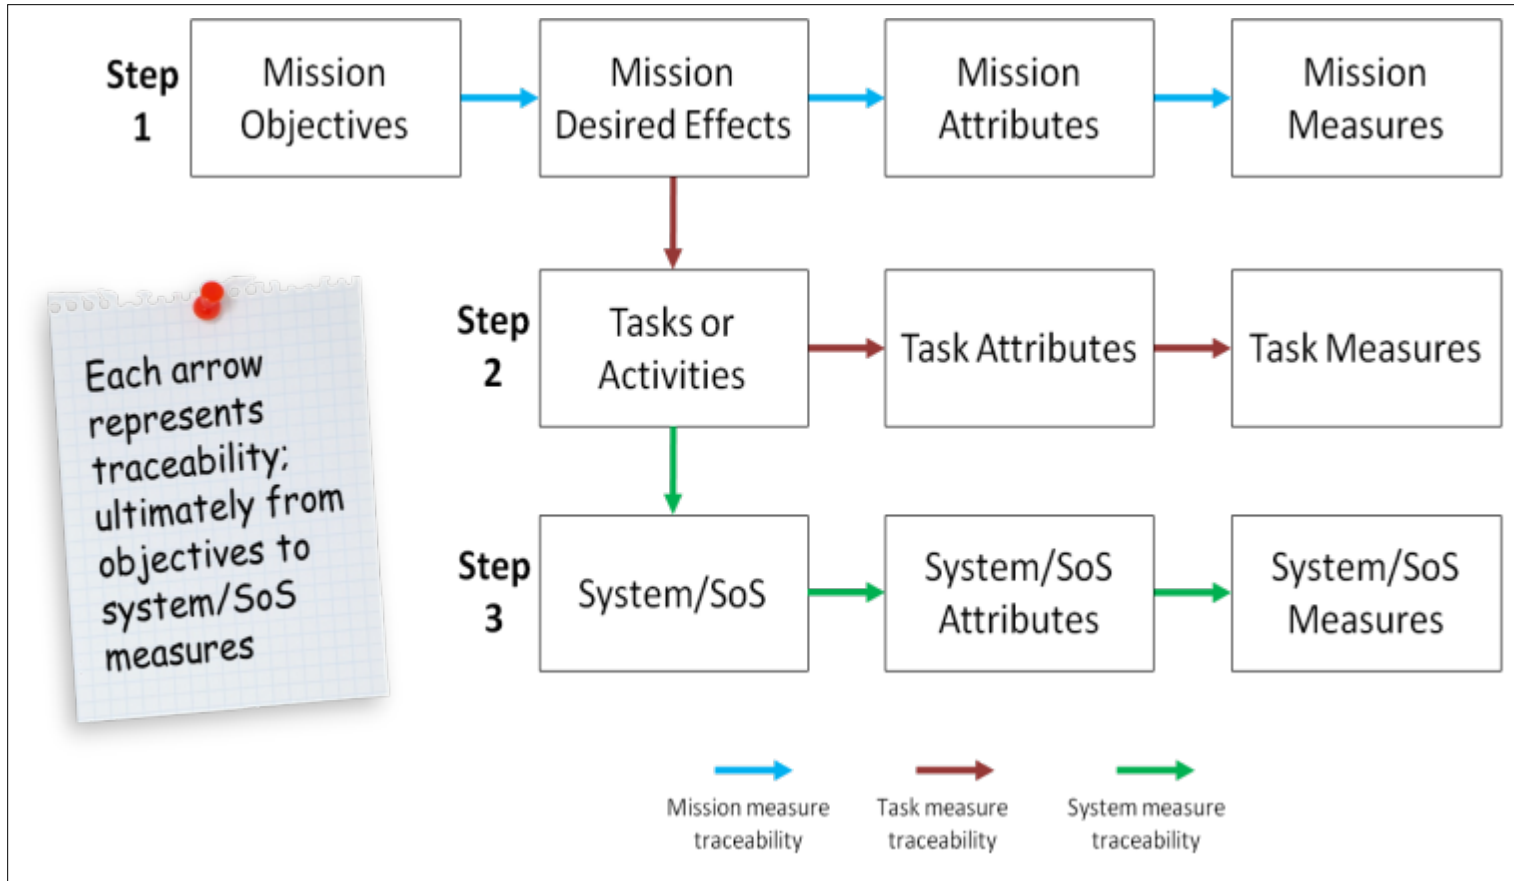 Step
1
Mission
Objectives
Mission
Desired Effects
Mission
Attributes
Mission
Measures
Each arrow
represents
traceability;
ultimately from
objectives to
system/SoS
measures
Step
2
Tasks or
Activities
Task Attributes
Task Measures
Step
3
System/SoS
System/SoS
Attributes
System/SoS
Measures
Mission measure
traceability
Task measure
traceability
System measure
traceability